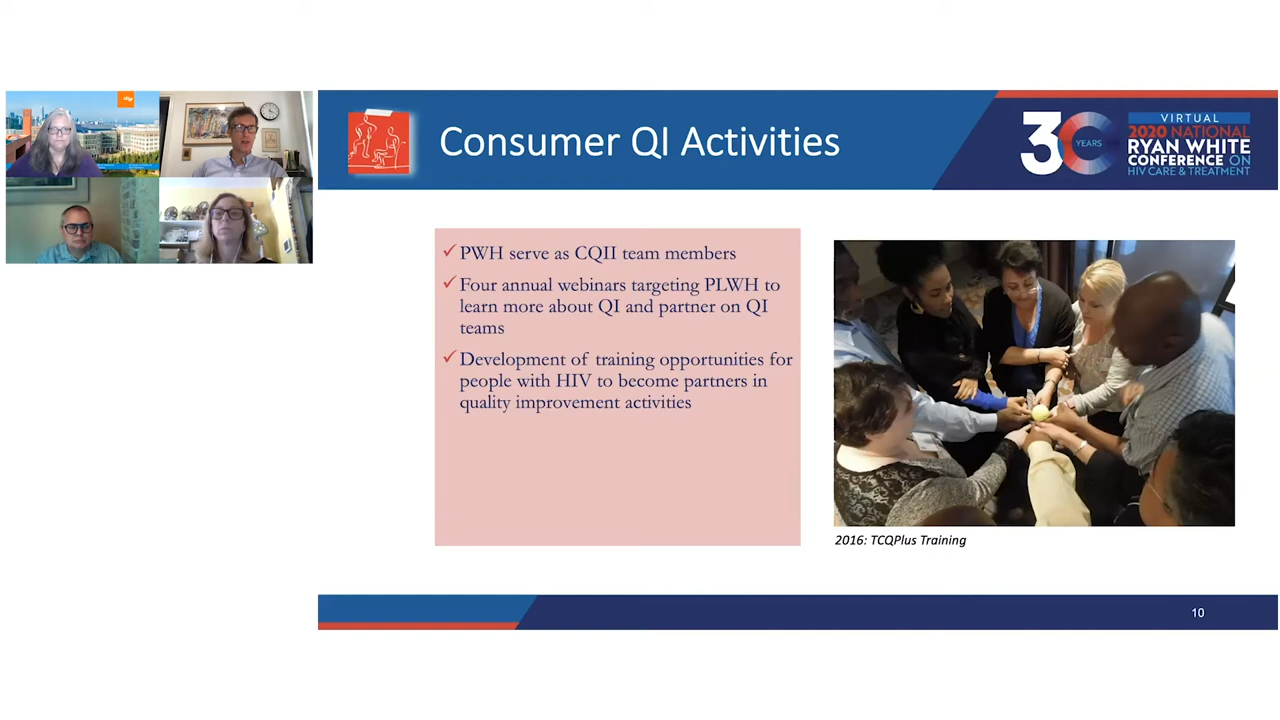 Consumer QI Activities
30
YEARS
VIRTUAL
2020 NATIONAL
RYAN WHITE
CONFERENCE ON
HIV CARE & TREATMENT
PWH serve as CQII team members
Four annual webinars targeting PLWH to
learn more about QI and partner on QI
teams
Development of training opportunities for
people with HIV to become partners in
quality improvement activities
2016: TCQPlus Training
10